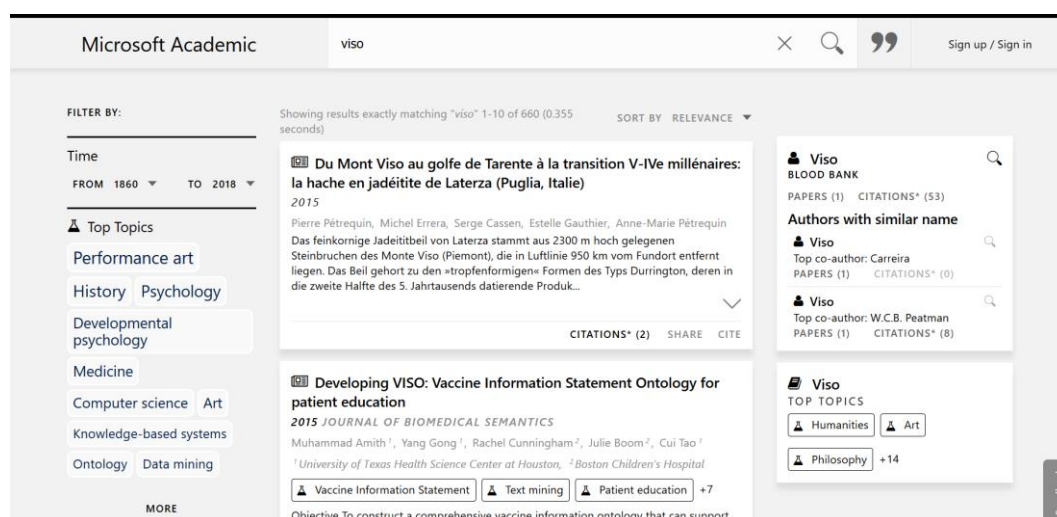 Microsoft Academic
viso
Sign up / Sign in
FILTER BY:
Time
FROM 1860 TO 2018
Top Topics
Performance art
History Psychology
Developmental
psychology
Medicine
Computer science Art
Knowledge-based systems
Ontology Data mining
MORE
Showing results exactly matching "viso" 1-10 of 660 (0.355
seconds)
SORT BY RELEVANCE
Du Mont Viso au golfe de Tarente à la transition V-IVe millénaires:
la hache en jadéitite de Laterza (Puglia, Italie)
2015
Pierre Pétrequin, Michel Errera, Serge Cassen, Estelle Gauthier, Anne-Marie Pétrequin
Das feinkornige Jadeititbeil von Laterza stammt aus 2300 m hoch gelegenen
Steinbruchen des Monte Viso (Piemont), die in Luftlinie 950 km vom Fundort entfernt
liegen. Das Beil gehort zu den »tropfenformigen« Formen des Typs Durrington, deren in
die zweite Halfte des 5. Jahrtausends datierende Produk...
CITATIONS* (2) SHARE CITE
Developing VISO: Vaccine Information Statement Ontology for
patient education
2015 JOURNAL OF BIOMEDICAL SEMANTICS
Muhammad Amith ¹, Yang Gong ¹, Rachel Cunningham ², Julie Boom ², Cui Tao ¹
¹ University of Texas Health Science Center at Houston, ² Boston Children's Hospital
Vaccine Information Statement Text mining Patient education +7
Objective To construct a comprehensive vaccine information ontology that can support
Viso
BLOOD BANK
PAPERS (1) CITATIONS* (53)
Authors with similar name
Viso
Top co-author: Carreira
PAPERS (1) CITATIONS* (0)
Viso
Top co-author: W.C.B. Peatman
PAPERS (1) CITATIONS* (8)
Viso
TOP TOPICS
Humanities Art
Philosophy +14